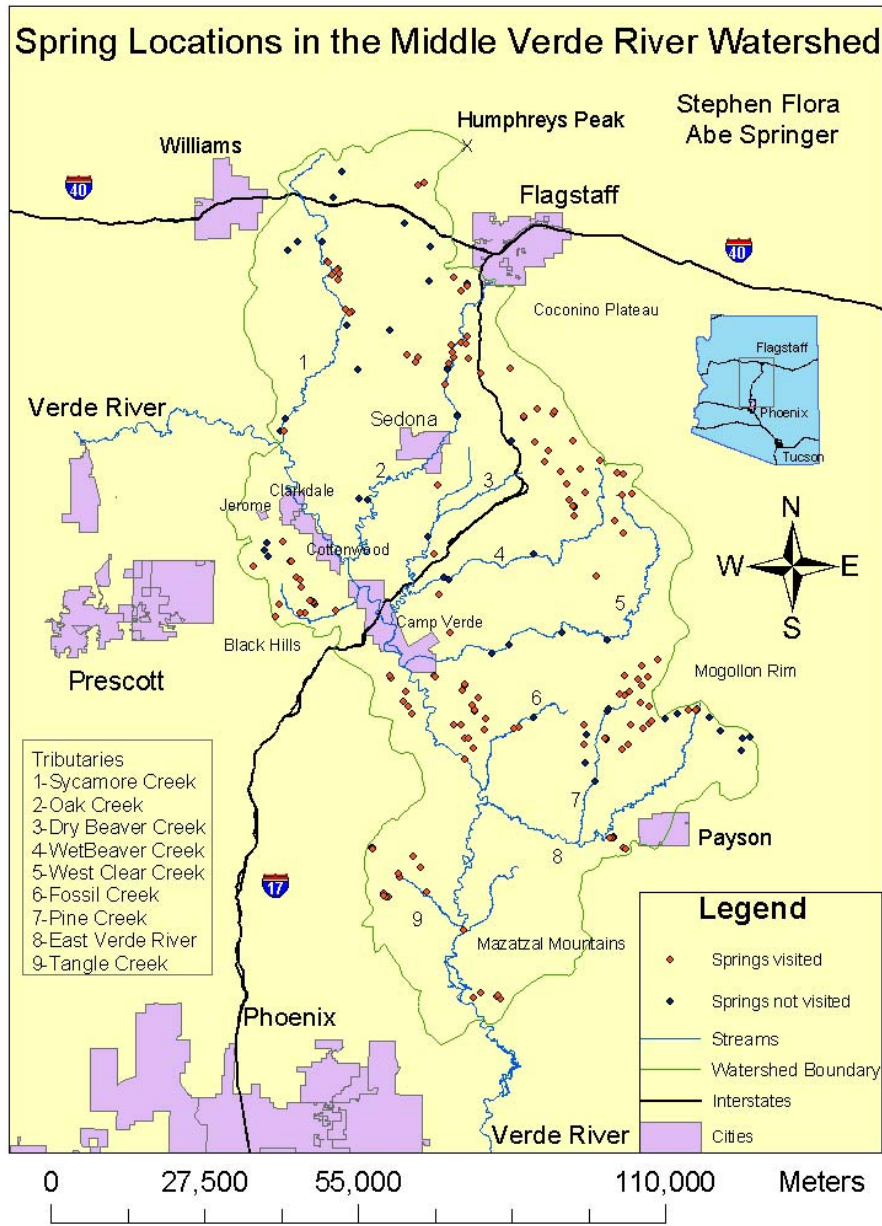 Spring Locations in the Middle Verde River Watershed
Stephen Flora
Abe Springer
Humphreys Peak
X
Williams
40
Flagstaff
40
Coconino Plateau
Flagstaff
Phoenix
Tucson
1
Verde River
Sedona
2
3
Clarkdale
Jerome
Cottenwood
4
N
W
E
S
5
Camp Verde
Black Hills
Prescott
Mogollon Rim
6
7
Payson
8
Tributaries
1-Sycamore Creek
2-Oak Creek
3-Dry Beaver Creek
4-WetBeaver Creek
5-West Clear Creek
6-Fossil Creek
7-Pine Creek
8-East Verde River
9-Tangle Creek
17
9
Mazatzal Mountains
Phoenix
Verde River
Legend
Springs visited
Springs not visited
Streams
Watershed Boundary
Interstates
Cities
0 27,500 55,000 110,000 Meters